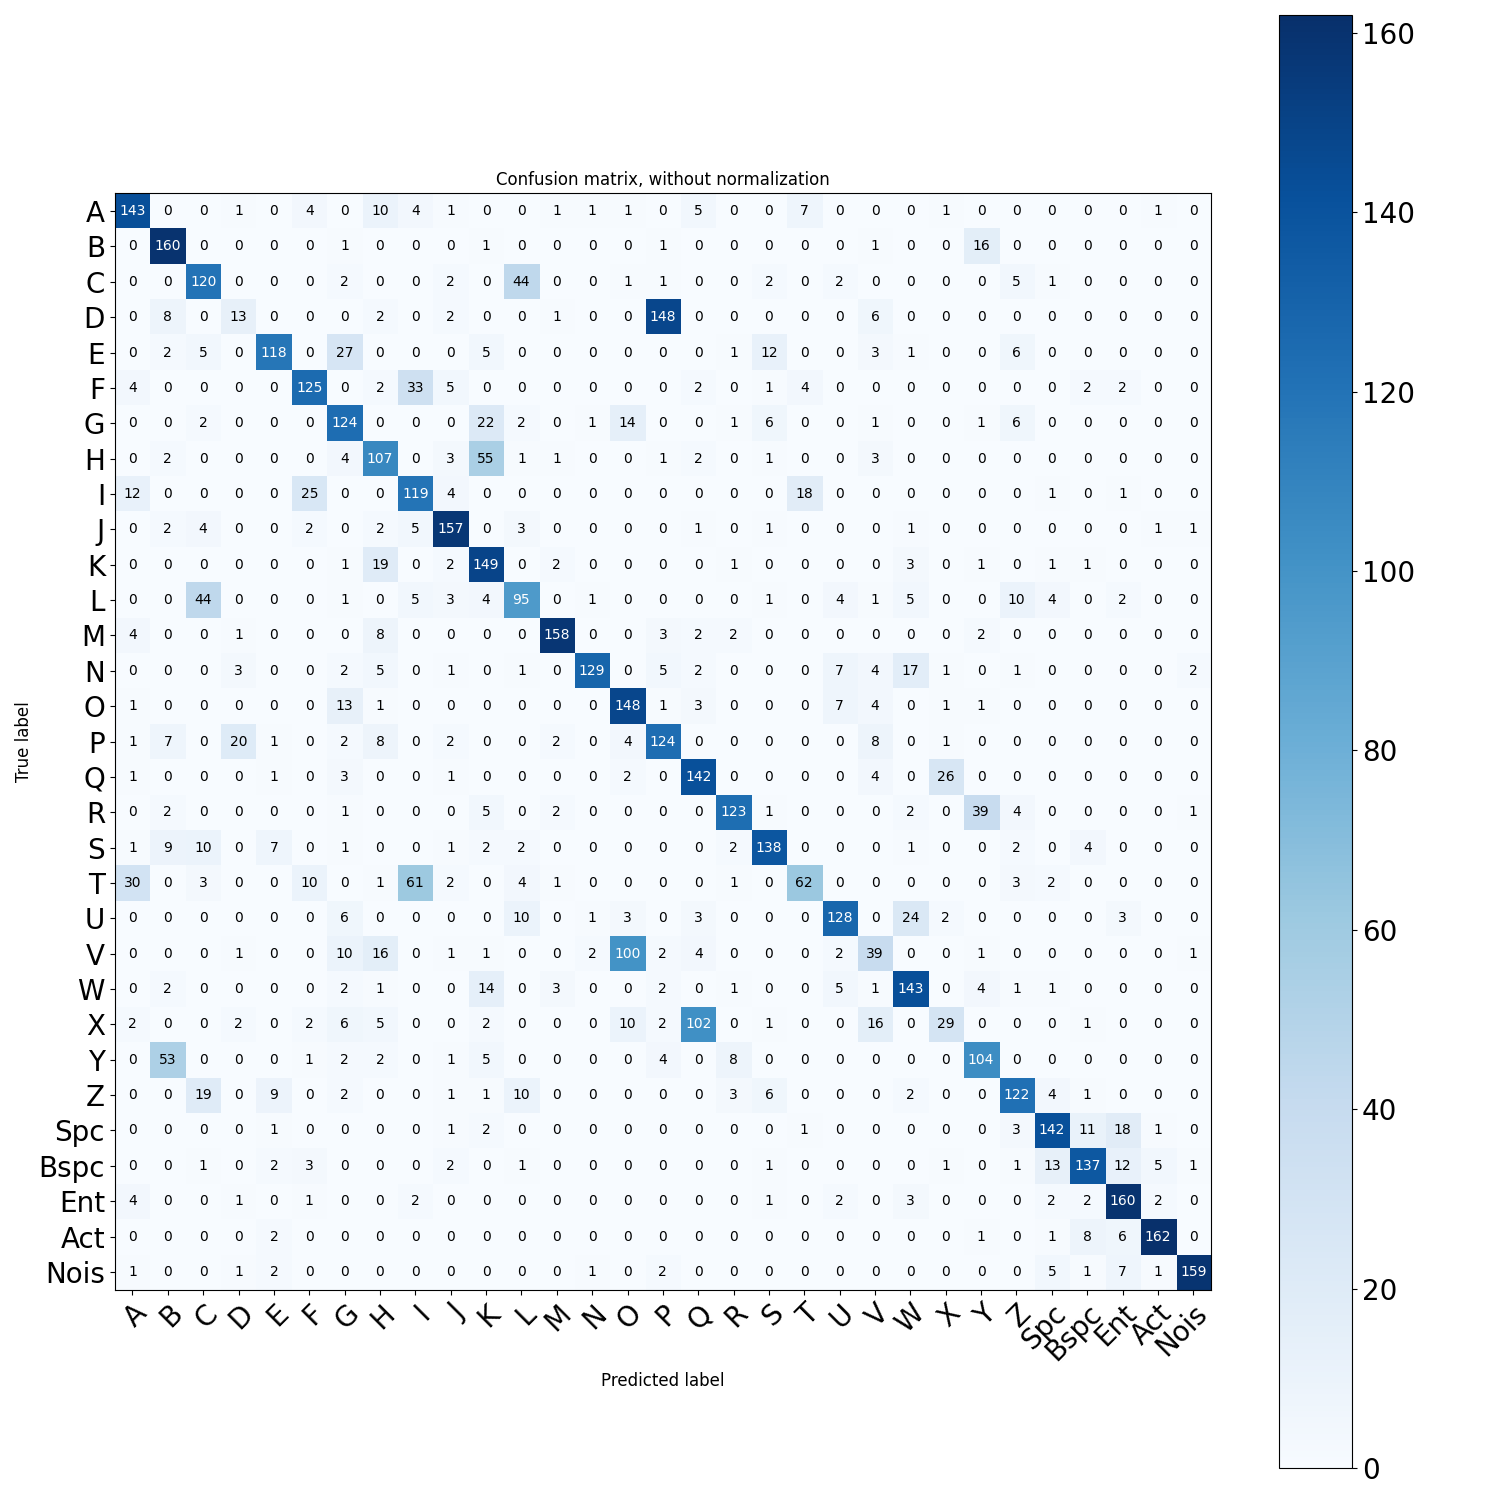 Confusion matrix, without normalization
A 143 0 0 1 0 4 0 10 4 1 0 0 1 1 1 0 5 0 0 7 0 0 0 1 0 0 0 0 0 1 0
B 0 160 0 0 0 0 1 0 0 0 1 0 0 0 0 1 0 0 0 0 0 1 0 0 16 0 0 0 0 0 0
C 0 0 120 0 0 0 2 0 0 2 0 44 0 0 1 1 0 0 2 0 2 0 0 0 0 5 1 0 0 0 0
D 0 8 0 13 0 0 0 2 0 2 0 0 1 0 0 148 0 0 0 0 0 6 0 0 0 0 0 0 0 0 0
E 0 2 5 0 118 0 27 0 0 0 5 0 0 0 0 0 0 1 12 0 0 3 1 0 0 6 0 0 0 0 0
F 4 0 0 0 0 125 0 2 33 5 0 0 0 0 0 0 2 0 1 4 0 0 0 0 0 0 0 2 2 0 0
G 0 0 2 0 0 0 124 0 0 0 22 2 0 1 14 0 0 1 6 0 0 1 0 0 1 6 0 0 0 0 0
H 0 2 0 0 0 0 4 107 0 3 55 1 1 0 0 1 2 0 1 0 0 3 0 0 0 0 0 0 0 0 0
I 12 0 0 0 0 25 0 0 119 4 0 0 0 0 0 0 0 0 0 18 0 0 0 0 0 0 1 0 1 0 0
J 0 2 4 0 0 2 0 2 5 157 0 3 0 0 0 0 1 0 1 0 0 0 1 0 0 0 0 0 0 1 1
K 0 0 0 0 0 0 1 19 0 2 149 0 2 0 0 0 0 1 0 0 0 0 3 0 1 0 1 1 0 0 0
L 0 0 44 0 0 0 1 0 5 3 4 95 0 1 0 0 0 0 1 0 4 1 5 0 0 10 4 0 2 0 0
M 4 0 0 1 0 0 0 8 0 0 0 0 158 0 0 3 2 2 0 0 0 0 0 0 2 0 0 0 0 0 0
N 0 0 0 3 0 0 2 5 0 1 0 1 0 129 0 5 2 0 0 0 7 4 17 1 0 1 0 0 0 0 2
O 1 0 0 0 0 0 13 1 0 0 0 0 0 0 148 1 3 0 0 0 7 4 0 1 1 0 0 0 0 0 0
P 1 7 0 20 1 0 2 8 0 2 0 0 2 0 4 124 0 0 0 0 0 8 0 1 0 0 0 0 0 0 0
Q 1 0 0 0 1 0 3 0 0 1 0 0 0 0 2 0 142 0 0 0 0 4 0 26 0 0 0 0 0 0 0
R 0 2 0 0 0 0 1 0 0 0 5 0 2 0 0 0 0 123 1 0 0 0 2 0 39 4 0 0 0 0 1
S 1 9 10 0 7 0 1 0 0 1 2 2 0 0 0 0 0 2 138 0 0 0 1 0 0 2 0 4 0 0 0
T 30 0 3 0 0 10 0 1 61 2 0 4 1 0 0 0 0 1 0 62 0 0 0 0 0 3 2 0 0 0 0
U 0 0 0 0 0 0 6 0 0 0 0 10 0 1 3 0 3 0 0 0 128 0 24 2 0 0 0 0 3 0 0
V 0 0 0 1 0 0 10 16 0 1 1 0 0 2 100 2 4 0 0 0 2 39 0 0 1 0 0 0 0 0 1
W 0 2 0 0 0 0 2 1 0 0 14 0 3 0 0 2 0 1 0 0 5 1 143 0 4 1 1 0 0 0 0
X 2 0 0 2 0 2 6 5 0 0 2 0 0 0 10 2 102 0 1 0 0 16 0 29 0 0 0 1 0 0 0
Y 0 53 0 0 0 1 2 2 0 1 5 0 0 0 0 4 0 8 0 0 0 0 0 0 104 0 0 0 0 0 0
Z 0 0 19 0 9 0 2 0 0 1 1 10 0 0 0 0 0 3 6 0 0 0 2 0 0 122 4 1 0 0 0
Spc 0 0 0 0 1 0 0 0 0 1 2 0 0 0 0 0 0 0 0 1 0 0 0 0 0 3 142 11 18 1 0
Bspc 0 0 1 0 2 3 0 0 0 2 0 1 0 0 0 0 0 0 1 0 0 0 0 1 0 1 13 137 12 5 1
Ent 4 0 0 1 0 1 0 0 2 0 0 0 0 0 0 0 0 0 1 0 2 0 3 0 0 0 2 2 160 2 0
Act 0 0 0 0 2 0 0 0 0 0 0 0 0 0 0 0 0 0 0 0 0 0 0 0 1 0 1 8 6 162 0
Nois 1 0 0 1 2 0 0 0 0 0 0 0 0 1 0 2 0 0 0 0 0 0 0 0 0 0 5 1 7 1 159
A B C D E F G H I J K L M N O P Q R S T U V W X Y Z Spc Bspc Ent Act Nois
Predicted label
True label
160
140
120
100
80
60
40
20
0